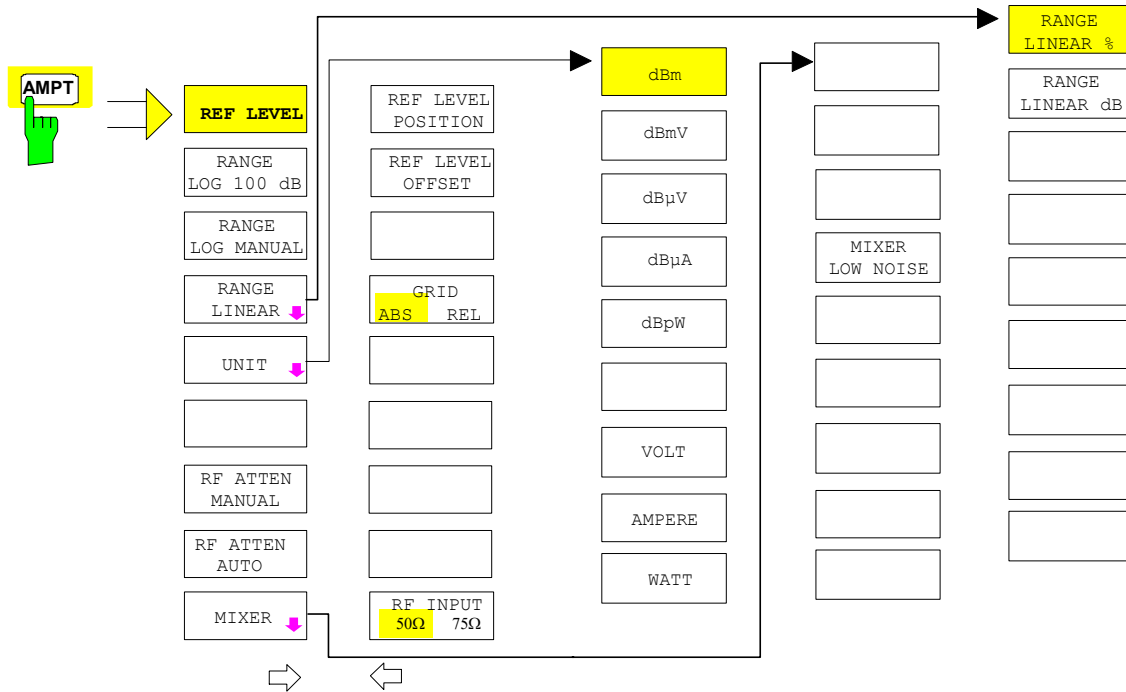 AMPT
REF LEVEL
RANGE
LOG 100 dB
RANGE
LOG MANUAL
RANGE
LINEAR
UNIT
RF ATTEN
MANUAL
RF ATTEN
AUTO
MIXER
REF LEVEL
POSITION
REF LEVEL
OFFSET
GRID
ABS REL
RF INPUT
50Ω 75Ω
dBm
dBmV
dBµV
dBµA
dBpW
VOLT
AMPERE
WATT
MIXER
LOW NOISE
RANGE
LINEAR %
RANGE
LINEAR dB